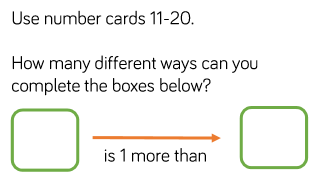 Use number cards 11-20.
How many different ways can you
complete the boxes below?
is 1 more than